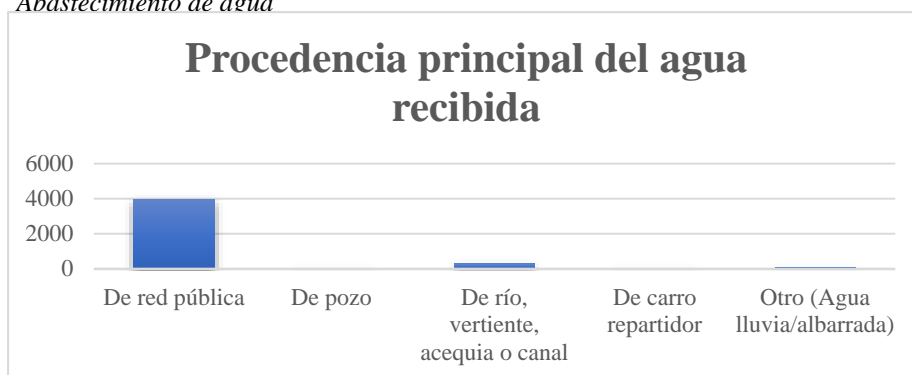 Abastecimiento de agua
Procedencia principal del agua
recibida
6000
4000
2000
0
De red pública
De pozo
De río,
vertiente,
acequia o canal
De carro
repartidor
Otro (Agua
lluvia/albarrada)